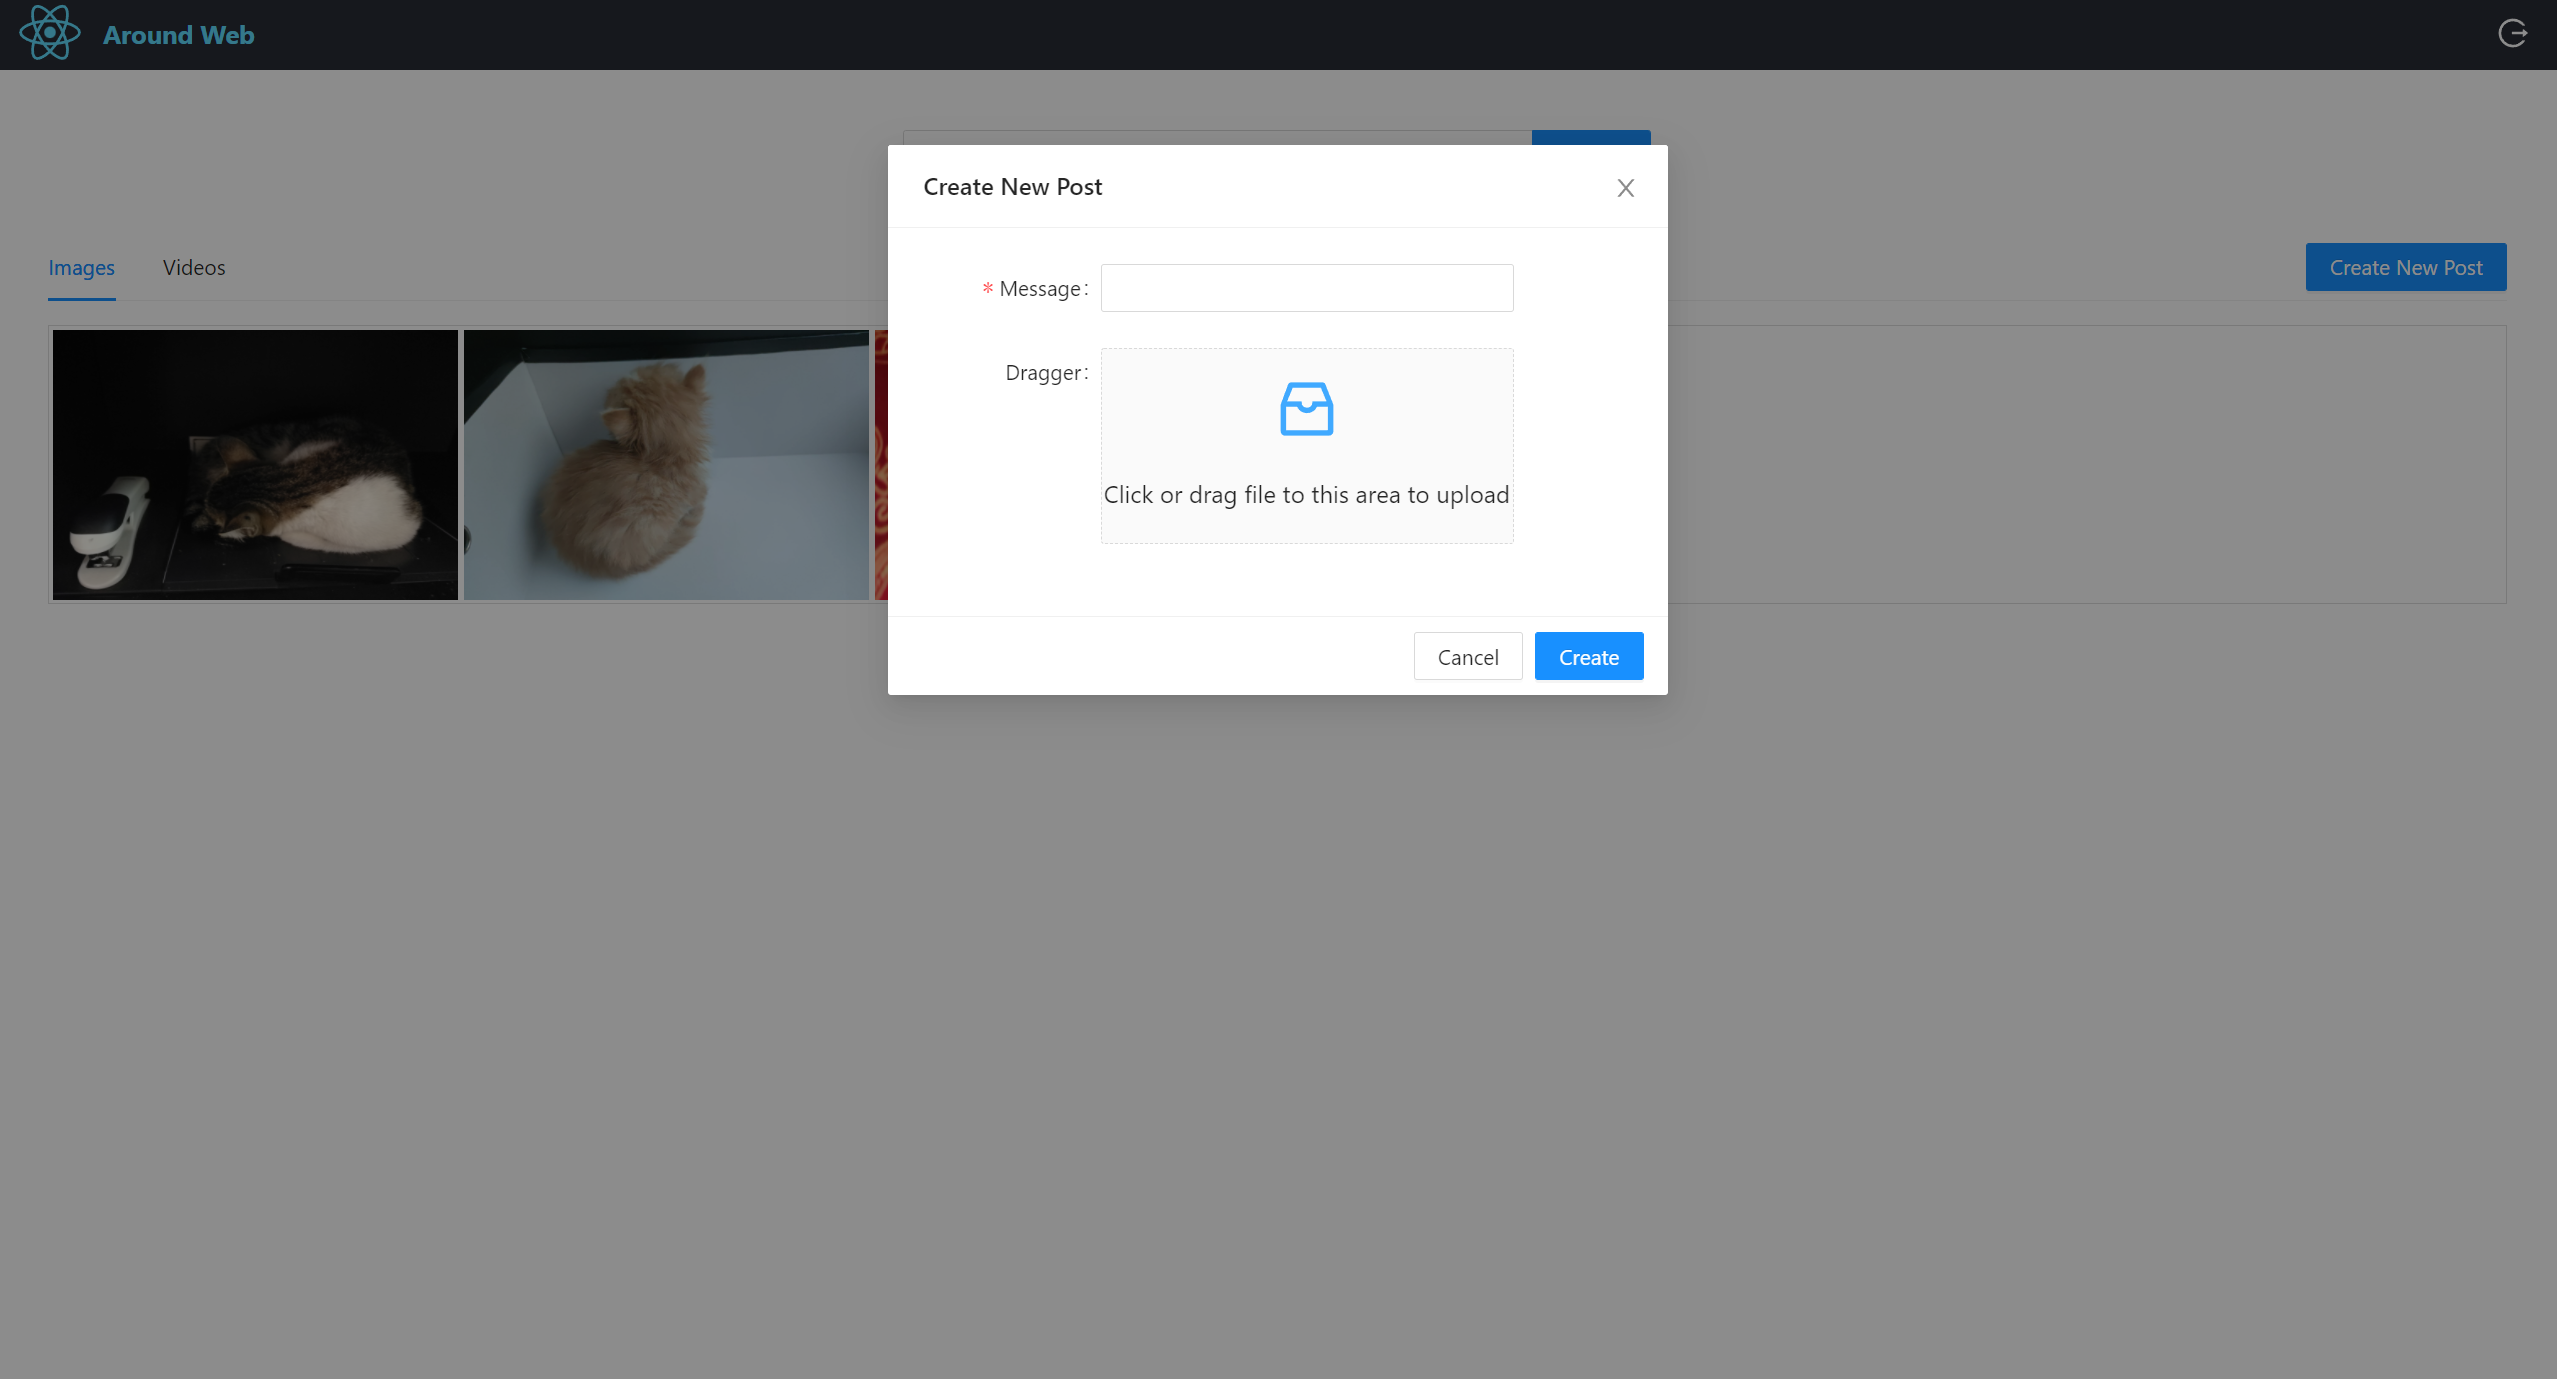 Around Web
Create New Post
Images
Videos
Create New Post
* Message:
Dragger:
Click or drag file to this area to upload
Cancel
Create